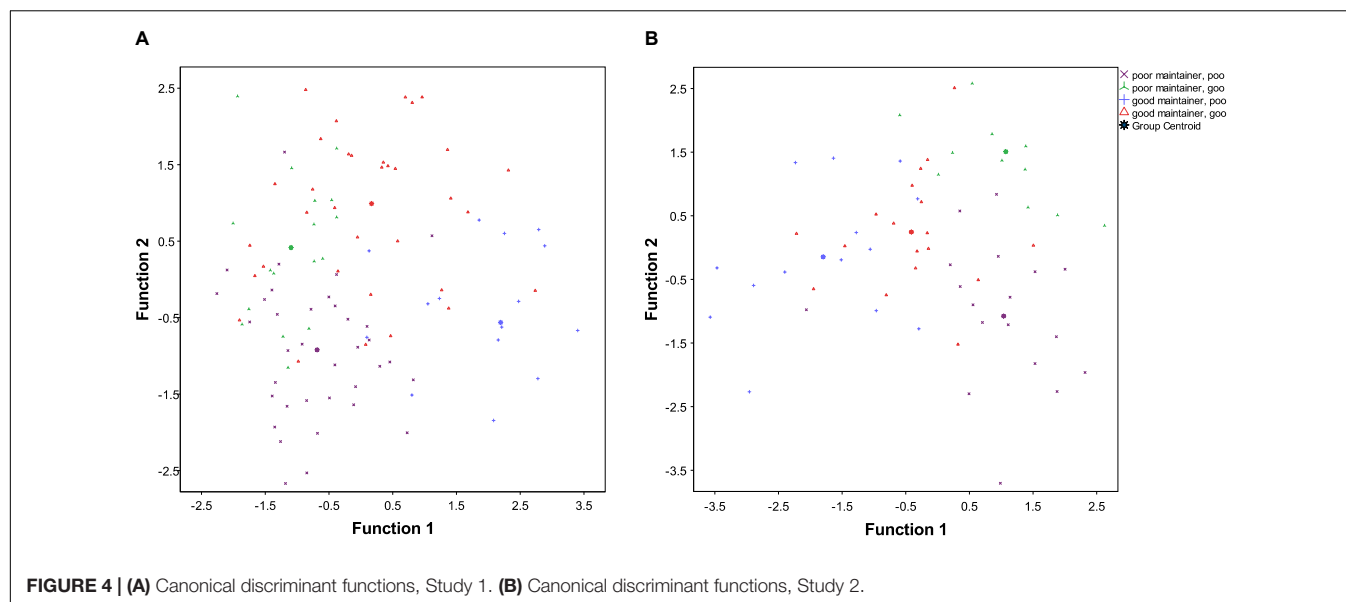 A
B
2.5
1.5
0.5
-0.5
-1.5
-2.5
Function 2
-2.5 -1.5 -0.5 0.5 1.5 2.5 3.5
Function 1
2.5
1.5
0.5
-0.5
-1.5
-2.5
-3.5
Function 2
-3.5 -2.5 -1.5 -0.5 0.5 1.5 2.5
Function 1
poor maintainer, poo
poor maintainer, goo
good maintainer, poo
good maintainer, goo
Group Centroid
FIGURE 4 | (A) Canonical discriminant functions, Study 1. (B) Canonical discriminant functions, Study 2.